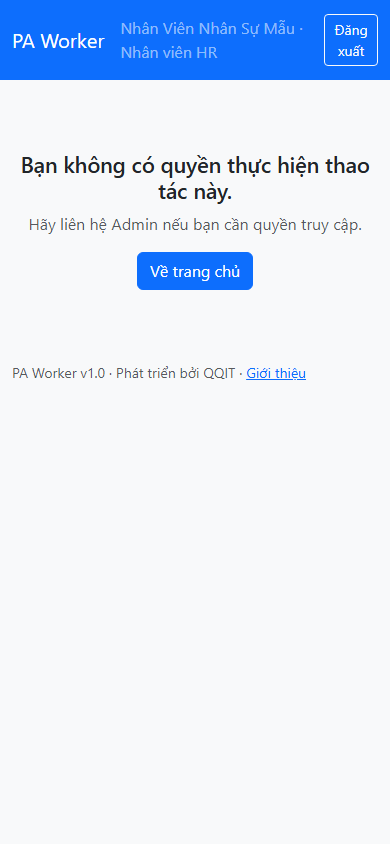 PA Worker
Nhân Viên Nhân Sự Mẫu ·
Nhân viên HR
Đăng
xuất
Bạn không có quyền thực hiện thao
tác này.
Hãy liên hệ Admin nếu bạn cần quyền truy cập.
Về trang chủ
PA Worker v1.0 · Phát triển bởi QQIT · Giới thiệu